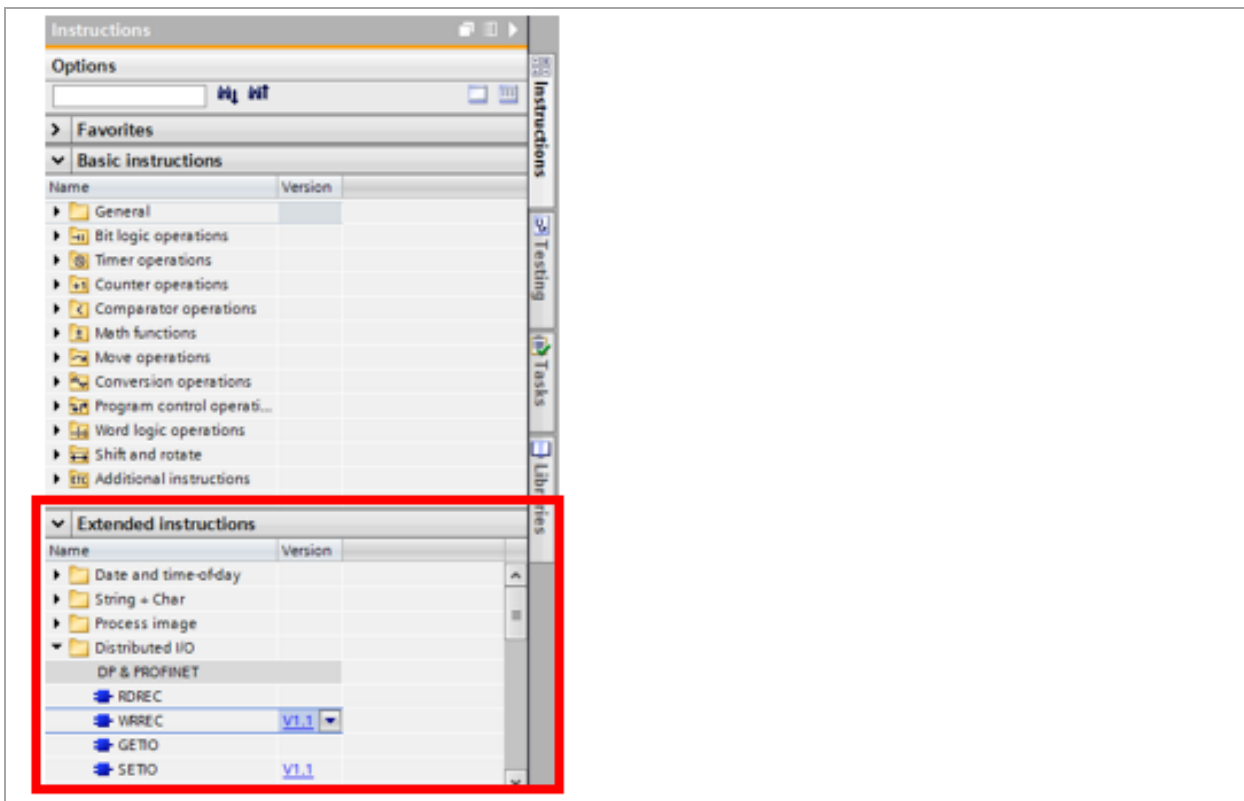 Instructions
Options
Favorites
Basic instructions
Name Version
General
Bit logic operations
Timer operations
Counter operations
Comparator operations
Math functions
Move operations
Conversion operations
Program control operati...
Word logic operations
Shift and rotate
Additional instructions
Extended instructions
Name Version
Date and time-of-day
String + Char
Process image
Distributed I/O
DP & PROFINET
RDREC
WRREC V1.1
GETIO
SETIO V1.1
Instructions
Testing
Tasks
Libraries